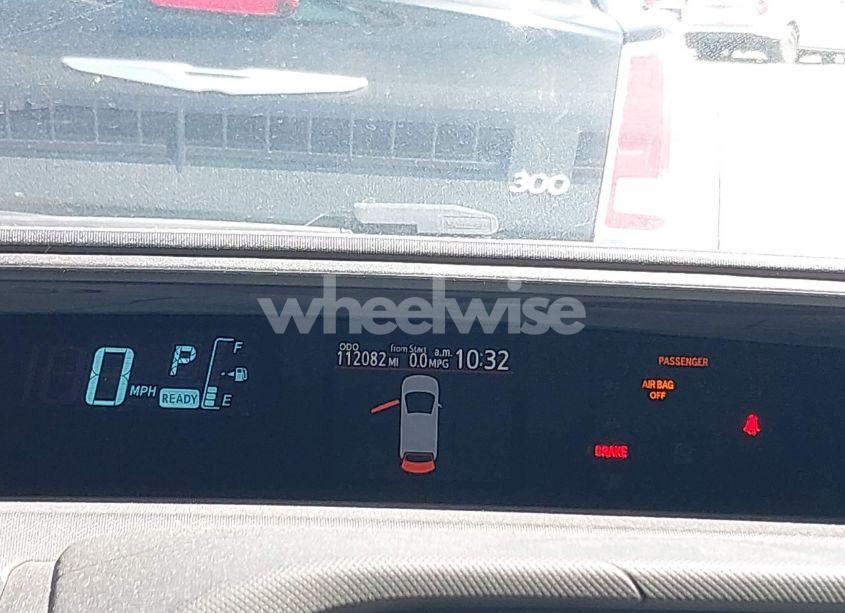 300
wheelwise
ODO from Start a.m.
112082 MI 0.0 MPG 10:32
0 MPH
P
READY
F
E
PASSENGER
AIR BAG
OFF
BRAKE